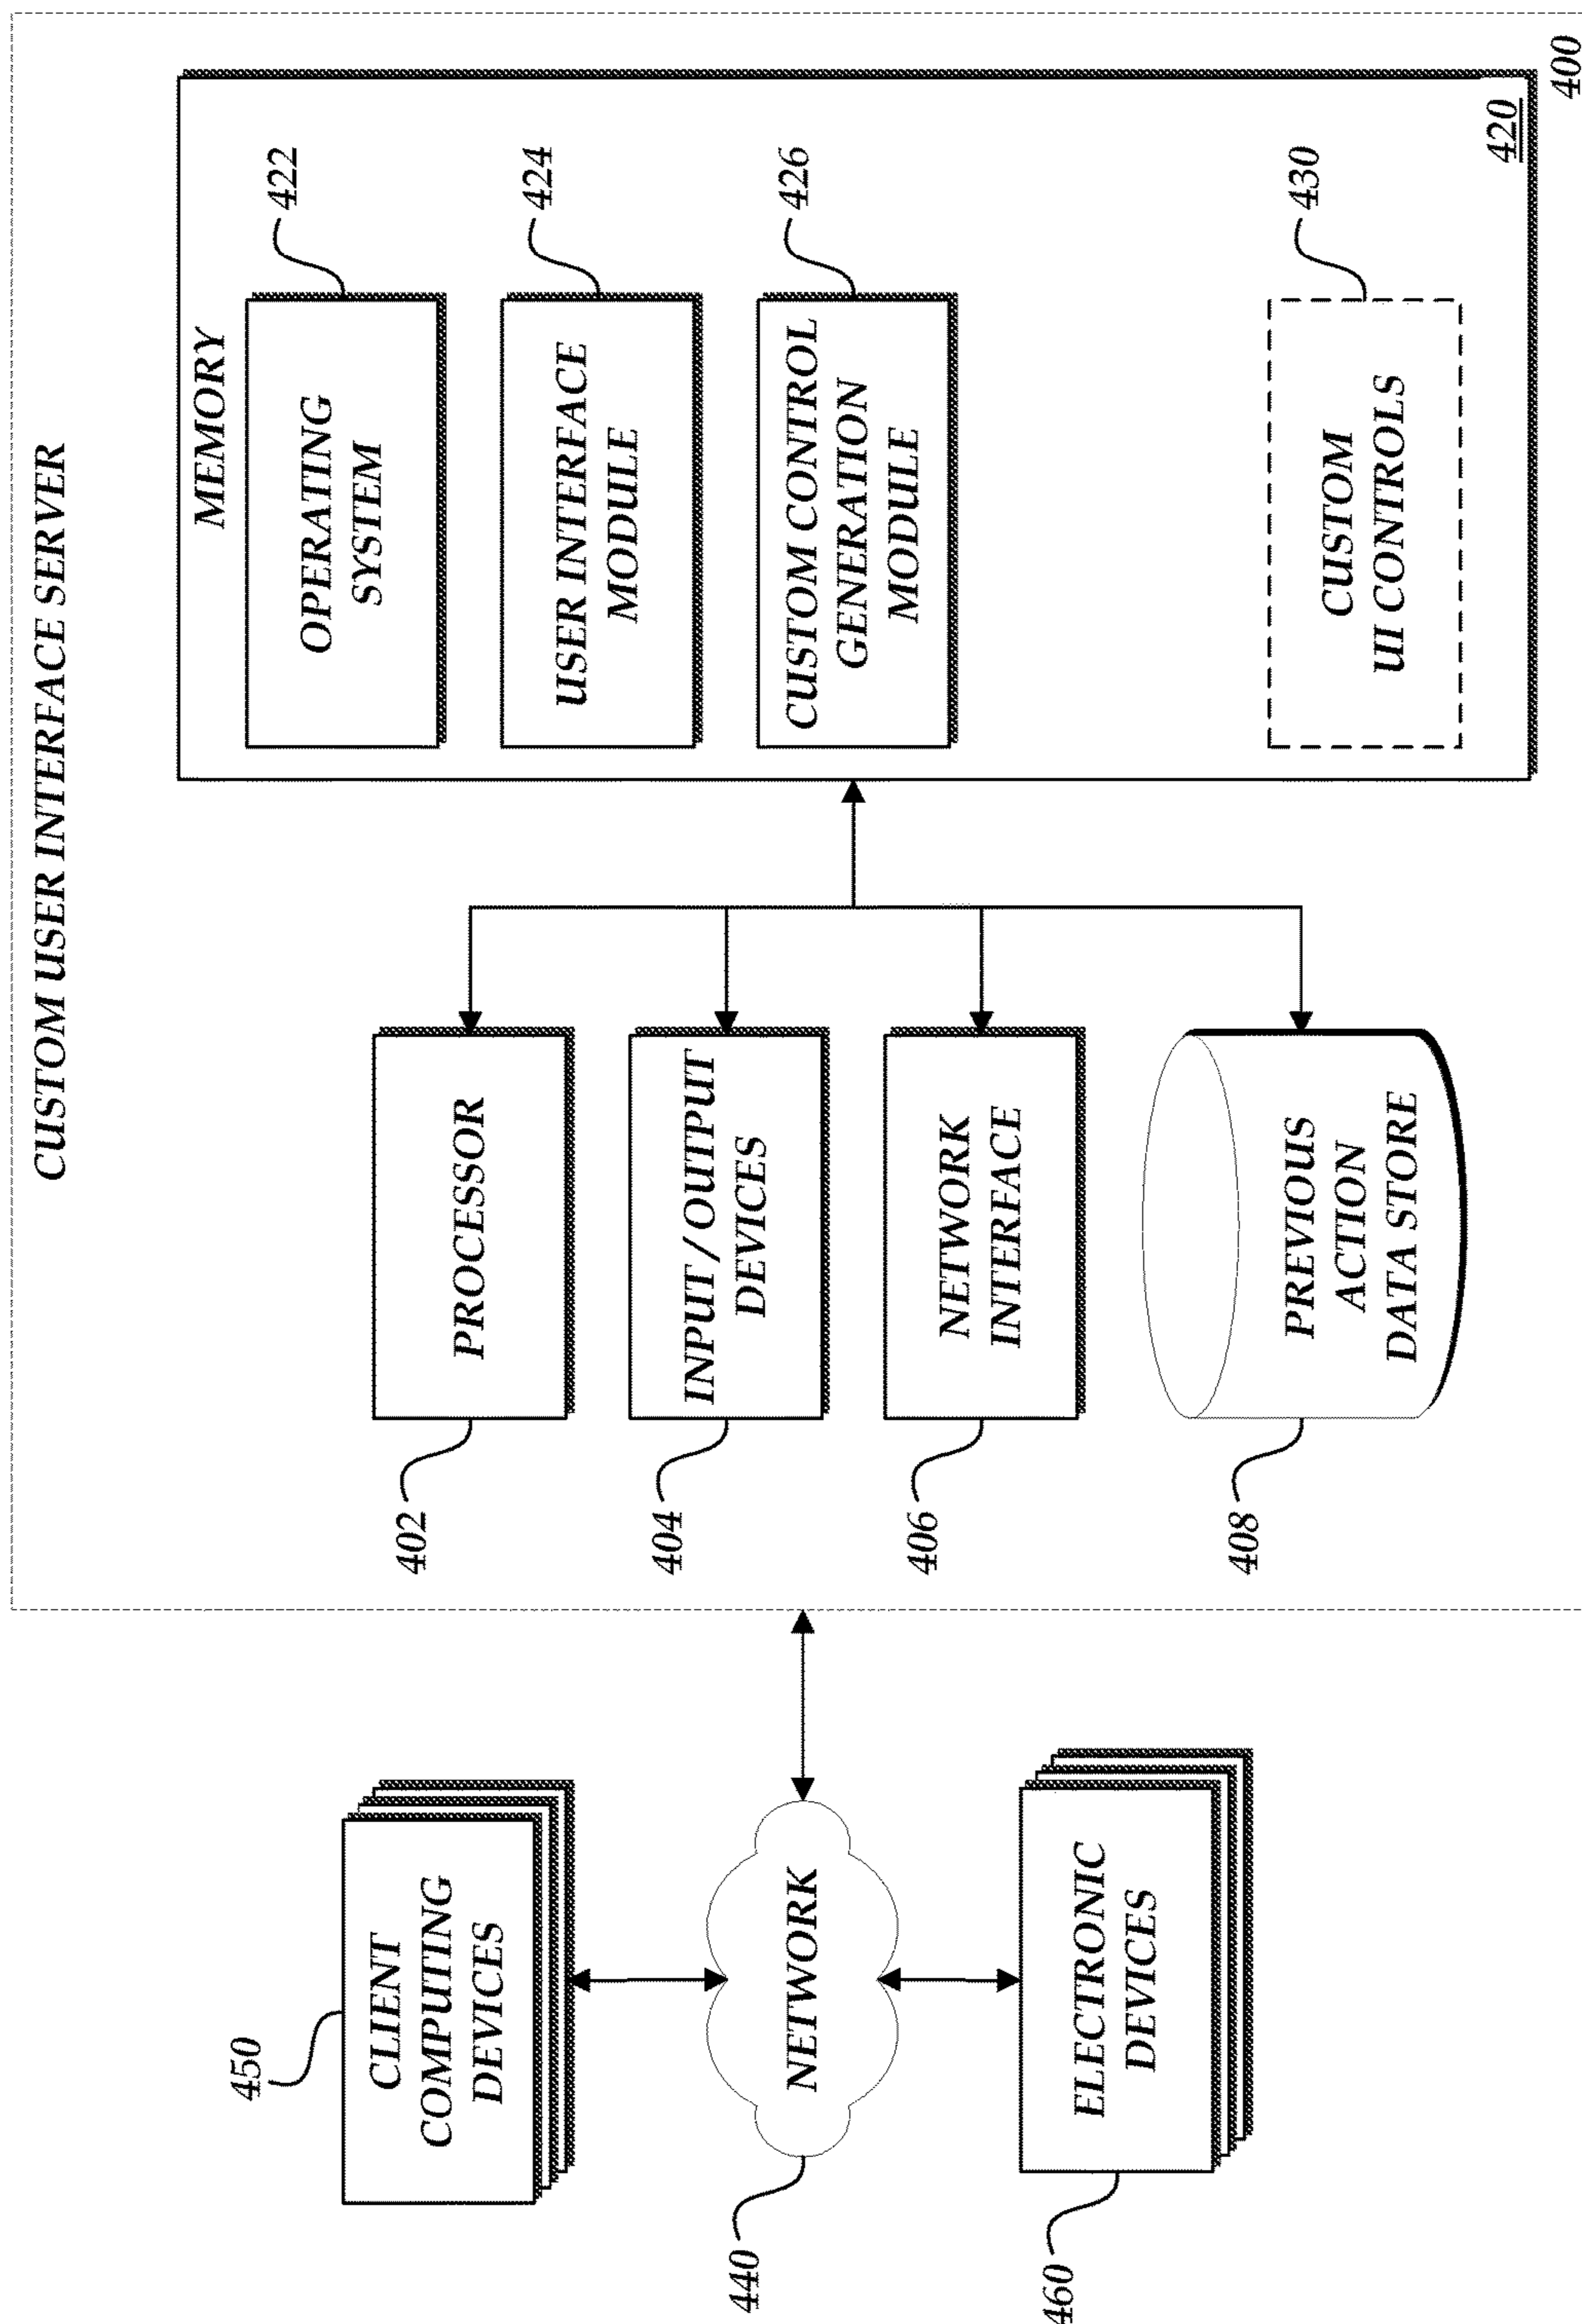 CUSTOM USER INTERFACE SERVER
450
CLIENT
COMPUTING
DEVICES
440
NETWORK
460
ELECTRONIC
DEVICES
402
PROCESSOR
404
INPUT / OUTPUT
DEVICES
406
NETWORK
INTERFACE
408
PREVIOUS
ACTION
DATA STORE
MEMORY
OPERATING
SYSTEM
422
USER INTERFACE
MODULE
424
CUSTOM CONTROL
GENERATION
MODULE
426
CUSTOM
UI CONTROLS
430
420
400